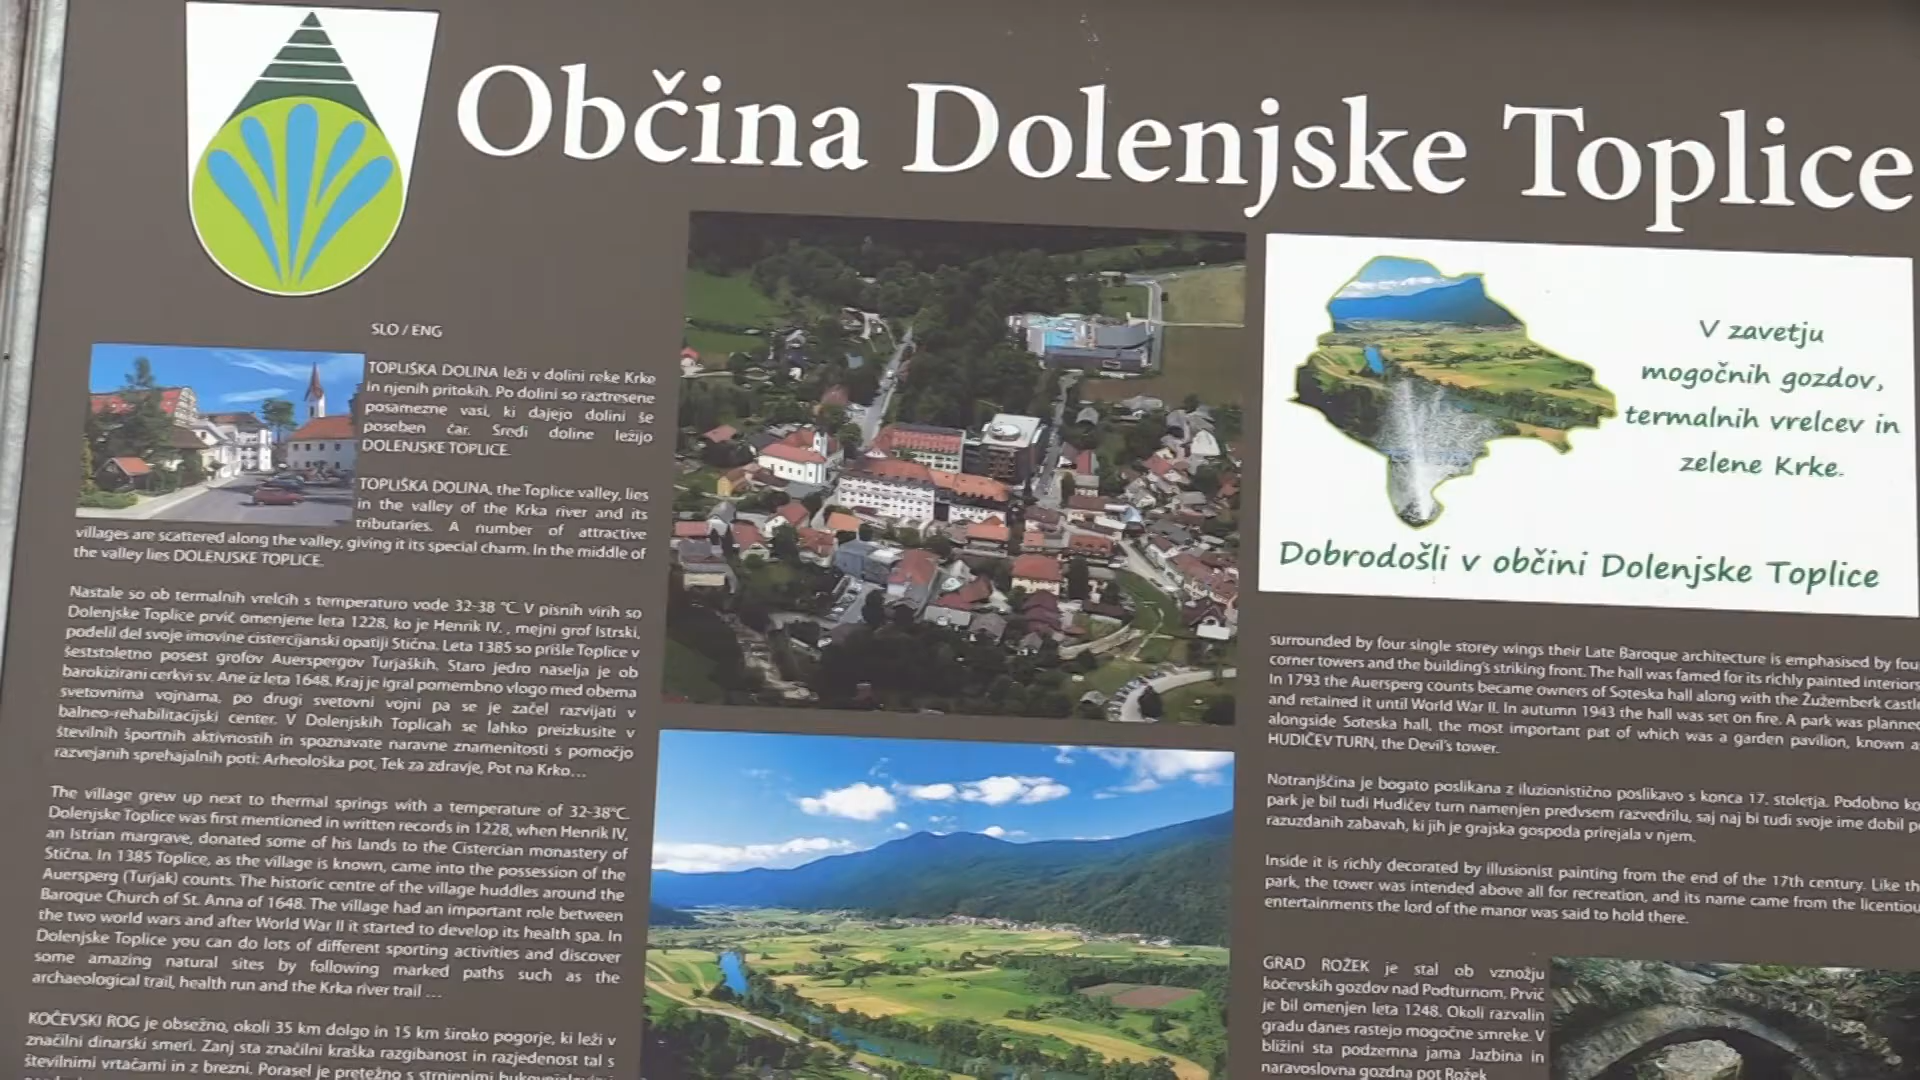 Občina Dolenjske Toplice
SLO / ENG
TOPLIŠKA DOLINA leži v dolini reke Krke
in njenih pritokih. Po dolini so raztresene
posamezne vasi, ki dajejo dolini še
poseben čar. Sredi doline ležijo
DOLENJSKE TOPLICE.
TOPLIŠKA DOLINA, the Toplice valley, lies
in the valley of the Krka river and its
tributaries. A number of attractive
villages are scattered along the valley, giving it its special charm. In the middle of
the valley lies DOLENJSKE TOPLICE.
Nastale so ob termalnih vrelcih s temperaturo vode 32-38 °C. V pisnih virih so
Dolenjske Toplice prvič omenjene leta 1228, ko je Henrik IV. , mejni grof Istrski,
podelil del svoje imovine cistercijanski opatiji Stična. Leta 1385 so prišle Toplice v
šeststoletno posest grofov Auerspergov Turjaških. Staro jedro naselja je ob
barokizirani cerkvi sv. Ane iz leta 1648. Kraj je igral pomembno vlogo med obema
svetovnima vojnama, po drugi svetovni vojni pa se je začel razvijati v
balneo-rehabilitacijski center. V Dolenjskih Toplicah se lahko preizkusite v
številnih športnih aktivnostih in spoznavate naravne znamenitosti s pomočjo
razvejanih sprehajalnih poti: Arheološka pot, Tek za zdravje, Pot na Krko…
The village grew up next to thermal springs with a temperature of 32-38°C.
Dolenjske Toplice was first mentioned in written records in 1228, when Henrik IV,
an Istrian margrave, donated some of his lands to the Cistercian monastery of
Stična. In 1385 Toplice, as the village is known, came into the possession of the
Auersperg (Turjak) counts. The historic centre of the village huddles around the
Baroque Church of St. Anna of 1648. The village had an important role between
the two world wars and after World War II it started to develop its health spa. In
Dolenjske Toplice you can do lots of different sporting activities and discover
some amazing natural sites by following marked paths such as the
archaeological trail, health run and the Krka river trail …
KOČEVSKI ROG je obsežno, okoli 35 km dolgo in 15 km široko pogorje, ki leži v
značilni dinarski smeri. Zanj sta značilni kraška razgibanost in razjedenost tal s
številnimi vrtačami in z brezni. Porasel je pretežno s strnjenimi
V zavetju
mogočnih gozdov,
termalnih vrelcev in
zelene Krke.
Dobrodošli v občini Dolenjske Toplice
surrounded by four single storey wings their Late Baroque architecture is emphasised by four
corner towers and the building's striking front. The hall was famed for its richly painted interiors.
In 1793 the Auersperg counts became owners of Soteska hall along with the Žužemberk castle
and retained it until World War II. In autumn 1943 the hall was set on fire. A park was planned
alongside Soteska hall, the most important pat of which was a garden pavilion, known a
HUDIČEV TURN, the Devil's tower.
Notranjščina je bogato poslikana z iluzionistično poslikavo s konca 17. stoletja. Podobno ko
park je bil tudi Hudičev turn namenjen predvsem razvedrilu, saj naj bi tudi svoje ime dobil p
razuzdanih zabavah, ki jih je grajska gospoda prirejala v njem.
Inside it is richly decorated by illusionist painting from the end of the 17th century. Like th
park, the tower was intended above all for recreation, and its name came from the licentiou
entertainments the lord of the manor was said to hold there.
GRAD ROŽEK je stal ob vznožju
kočevskih gozdov nad Podturnom. Prvič
je bil omenjen leta 1248. Okoli razvalin
gradu danes rastejo mogočne smreke. V
bližini sta podzemna jama Jazbina in
naravoslovna gozdna pot Rožek.